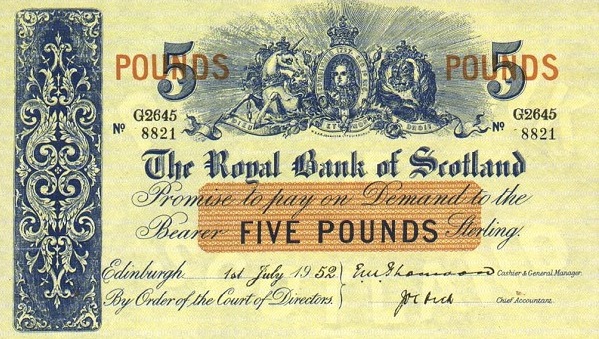 5 POUNDS
POUNDS 5
G2645
Nº 8821
G2645
Nº 8821
The Royal Bank of Scotland
Promise to pay on Demand to the
Bearer FIVE POUNDS Sterling.
Edinburgh 1st July 1952
Cashier & General Manager.
By Order of the Court of Directors.
Chief Accountant.